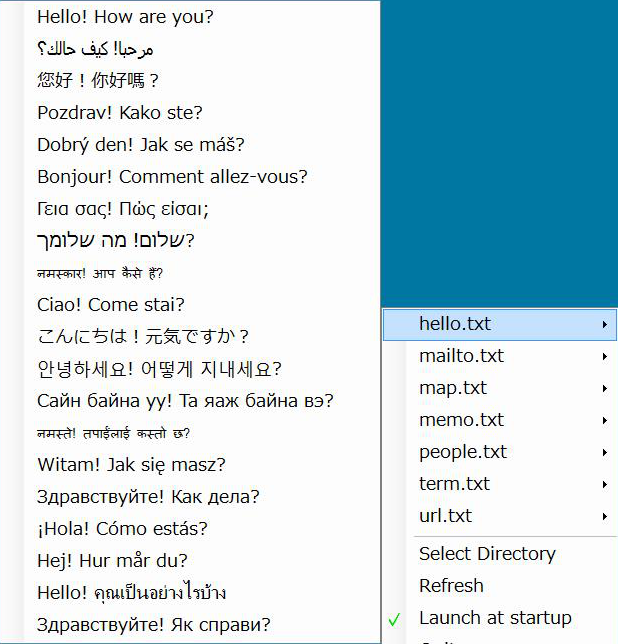 Hello! How are you?
مرحبا! كيف حالك؟
您好！你好嗎？
Pozdrav! Kako ste?
Dobrý den! Jak se máš?
Bonjour! Comment allez-vous?
Γεια σας! Πώς είσαι;
שלום! מה שלומך?
नमस्कार! आप कैसे हैं?
Ciao! Come stai?
こんにちは！元気ですか？
안녕하세요! 어떻게 지내세요?
Сайн байна уу! Та яаж байна вэ?
नमस्ते! तपाईंलाई कस्तो छ?
Witam! Jak się masz?
Здравствуйте! Как дела?
¡Hola! Cómo estás?
Hej! Hur mår du?
Hello! คุณเป็นอย่างไรบ้าง
Здравствуйте! Як справи?
hello.txt
mailto.txt
map.txt
memo.txt
people.txt
term.txt
url.txt
Select Directory
Refresh
Launch at startup